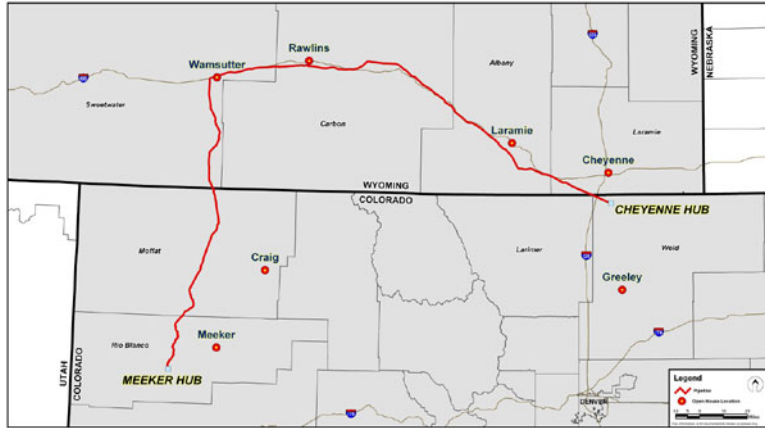 Rawlins
Wamsutter
Albany
WYOMING
NEBRASKA
Sweetwater
Carbon
Laramie
Laramie
Cheyenne
WYOMING
COLORADO
CHEYENNE HUB
Moffat
Larimer
Weld
Craig
Greeley
Rio Blanco
Meeker
UTAH
COLORADO
MEEKER HUB
DENVER
Legend
Pipeline
Open House Location
Miles